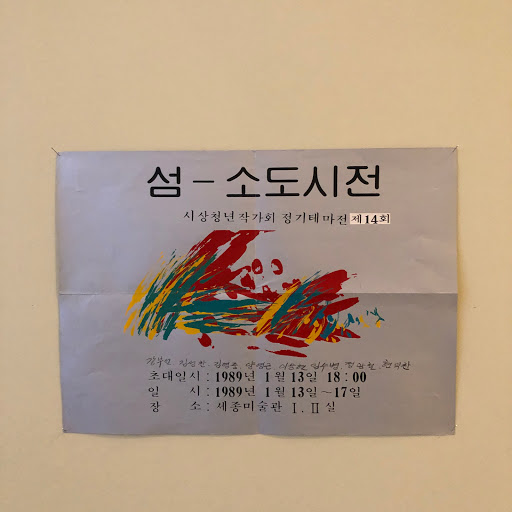 섬 - 소도시전
시상청년작가회 정기테마전 제14회
초대일시 : 1989년 1월 13일 18:00
일 시 : 1989년 1월 13일~17일
장 소 : 세종미술관 I. II 실